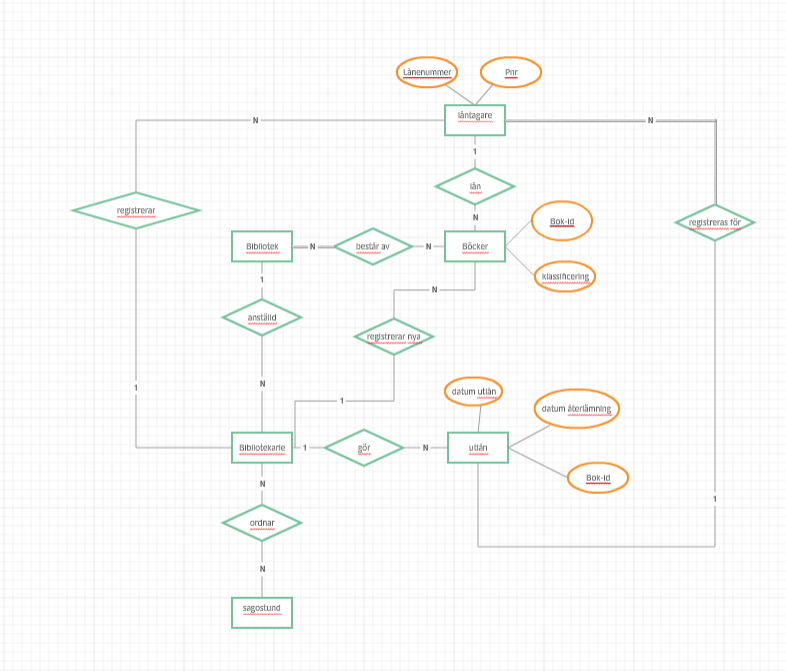 Lånenummer
Pnr
låntagare
N
N
1
lån
registrerar
N
Bok-id
registreras för
Bibliotek
N
består av
N
Böcker
klassificering
1
N
anställd
registrerar nya
N
1
1
datum utlån
datum återlämning
Bibliotekarie
1
gör
N
utlån
Bok-id
N
1
ordnar
N
sagostund